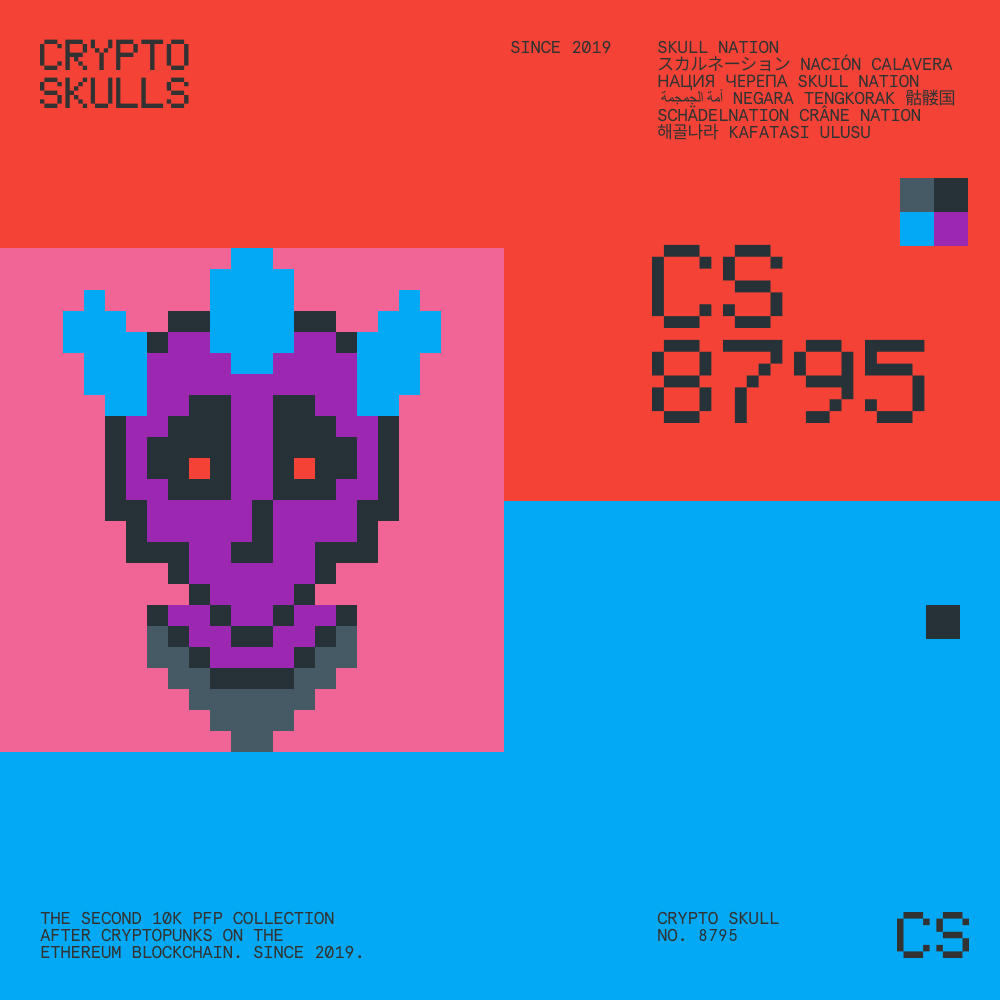 CRYPTO
SKULLS
SINCE 2019
SKULL NATION
スカルネーション NACIÓN CALAVERA
НАЦИЯ ЧЕРЕПА SKULL NATION
أمة الجمجمة NEGARA TENGKORAK 骷髅国
SCHÄDELNATION CRÂNE NATION
해골나라 KAFATASI ULUSU
CS
8795
THE SECOND 10K PFP COLLECTION
AFTER CRYPTOPUNKS ON THE
ETHEREUM BLOCKCHAIN. SINCE 2019.
CRYPTO SKULL
NO. 8795
CS